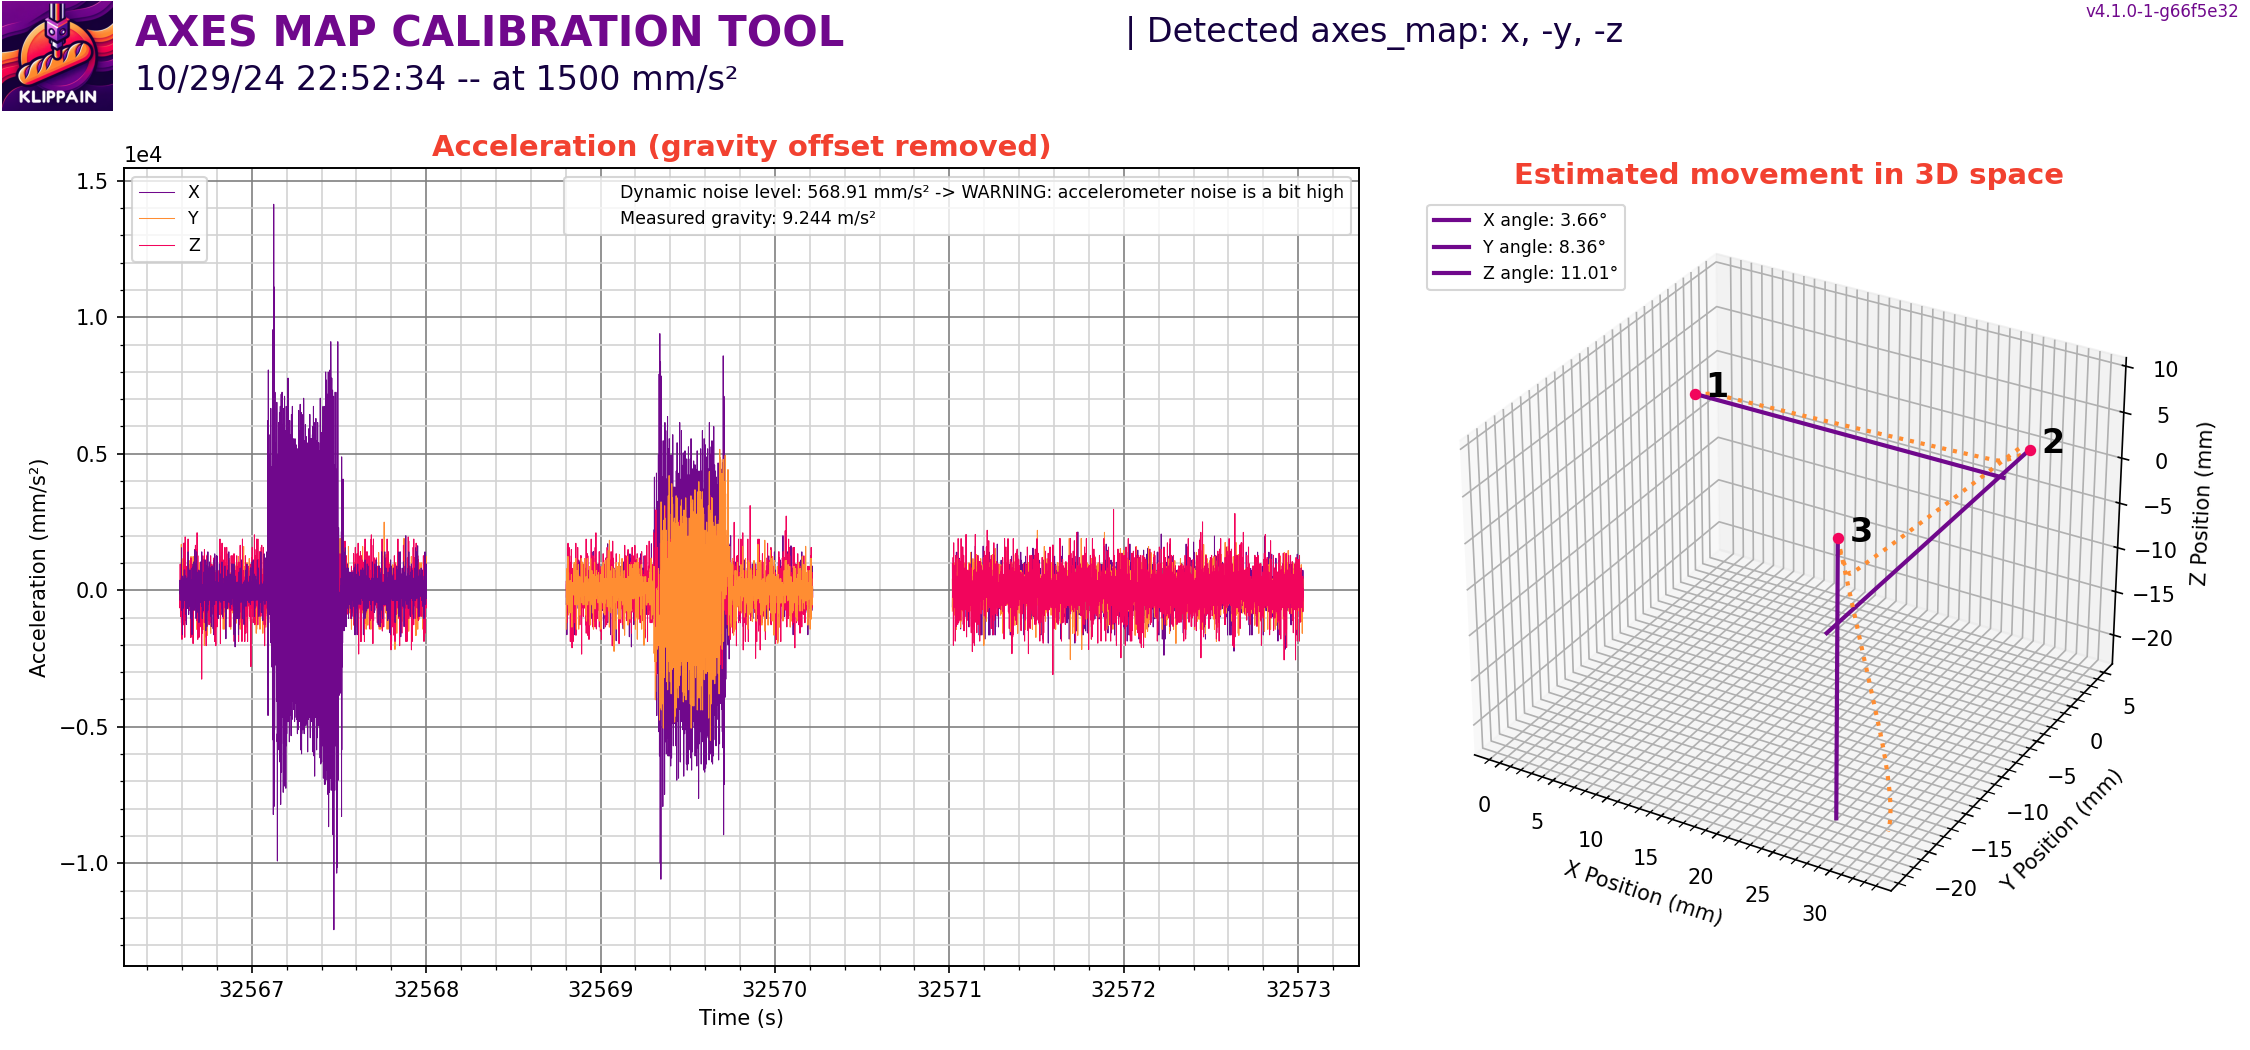 KLIPPAIN
AXES MAP CALIBRATION TOOL
10/29/24 22:52:34 -- at 1500 mm/s²
| Detected axes_map: x, -y, -z
v4.1.0-1-g66f5e32
Acceleration (gravity offset removed)
1e4
X
Y
Z
Dynamic noise level: 568.91 mm/s² -> WARNING: accelerometer noise is a bit high
Measured gravity: 9.244 m/s²
Acceleration (mm/s²)
1.5
1.0
0.5
0.0
−0.5
−1.0
32567 32568 32569 32570 32571 32572 32573
Time (s)
Estimated movement in 3D space
X angle: 3.66°
Y angle: 8.36°
Z angle: 11.01°
1
2
3
10
5
0
−5
−10
−15
−20
Z Position (mm)
5
0
−5
−10
−15
−20
Y Position (mm)
0
5
10
15
20
25
30
X Position (mm)